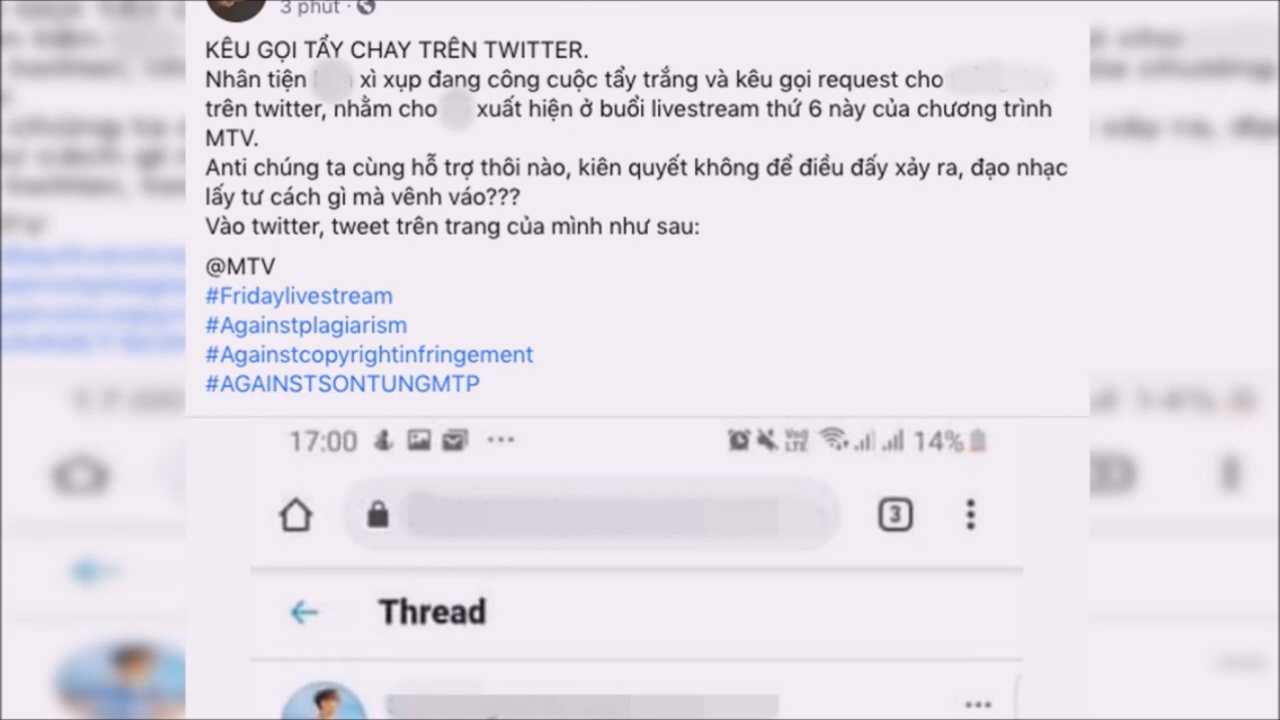 3 phút ·
KÊU GỌI TẨY CHAY TRÊN TWITTER.
Nhân tiện xì xụp đang công cuộc tẩy trắng và kêu gọi request cho
trên twitter, nhằm cho xuất hiện ở buổi livestream thứ 6 này của chương trình
MTV.
Anti chúng ta cùng hỗ trợ thôi nào, kiên quyết không để điều đấy xảy ra, đạo nhạc
lấy tư cách gì mà vênh váo???
Vào twitter, tweet trên trang của mình như sau:
@MTV
#Fridaylivestream
#Againstplagiarism
#Againstcopyrightinfringement
#AGAINSTSONTUNGMTP
17:00 ... VoD LTE 14%
3
Thread